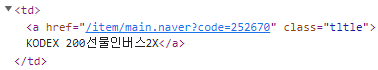 ▼<td>
<a href="/item/main.naver?code=252670" class="tltle">
KODEX 200선물인버스2X</a>
</td>